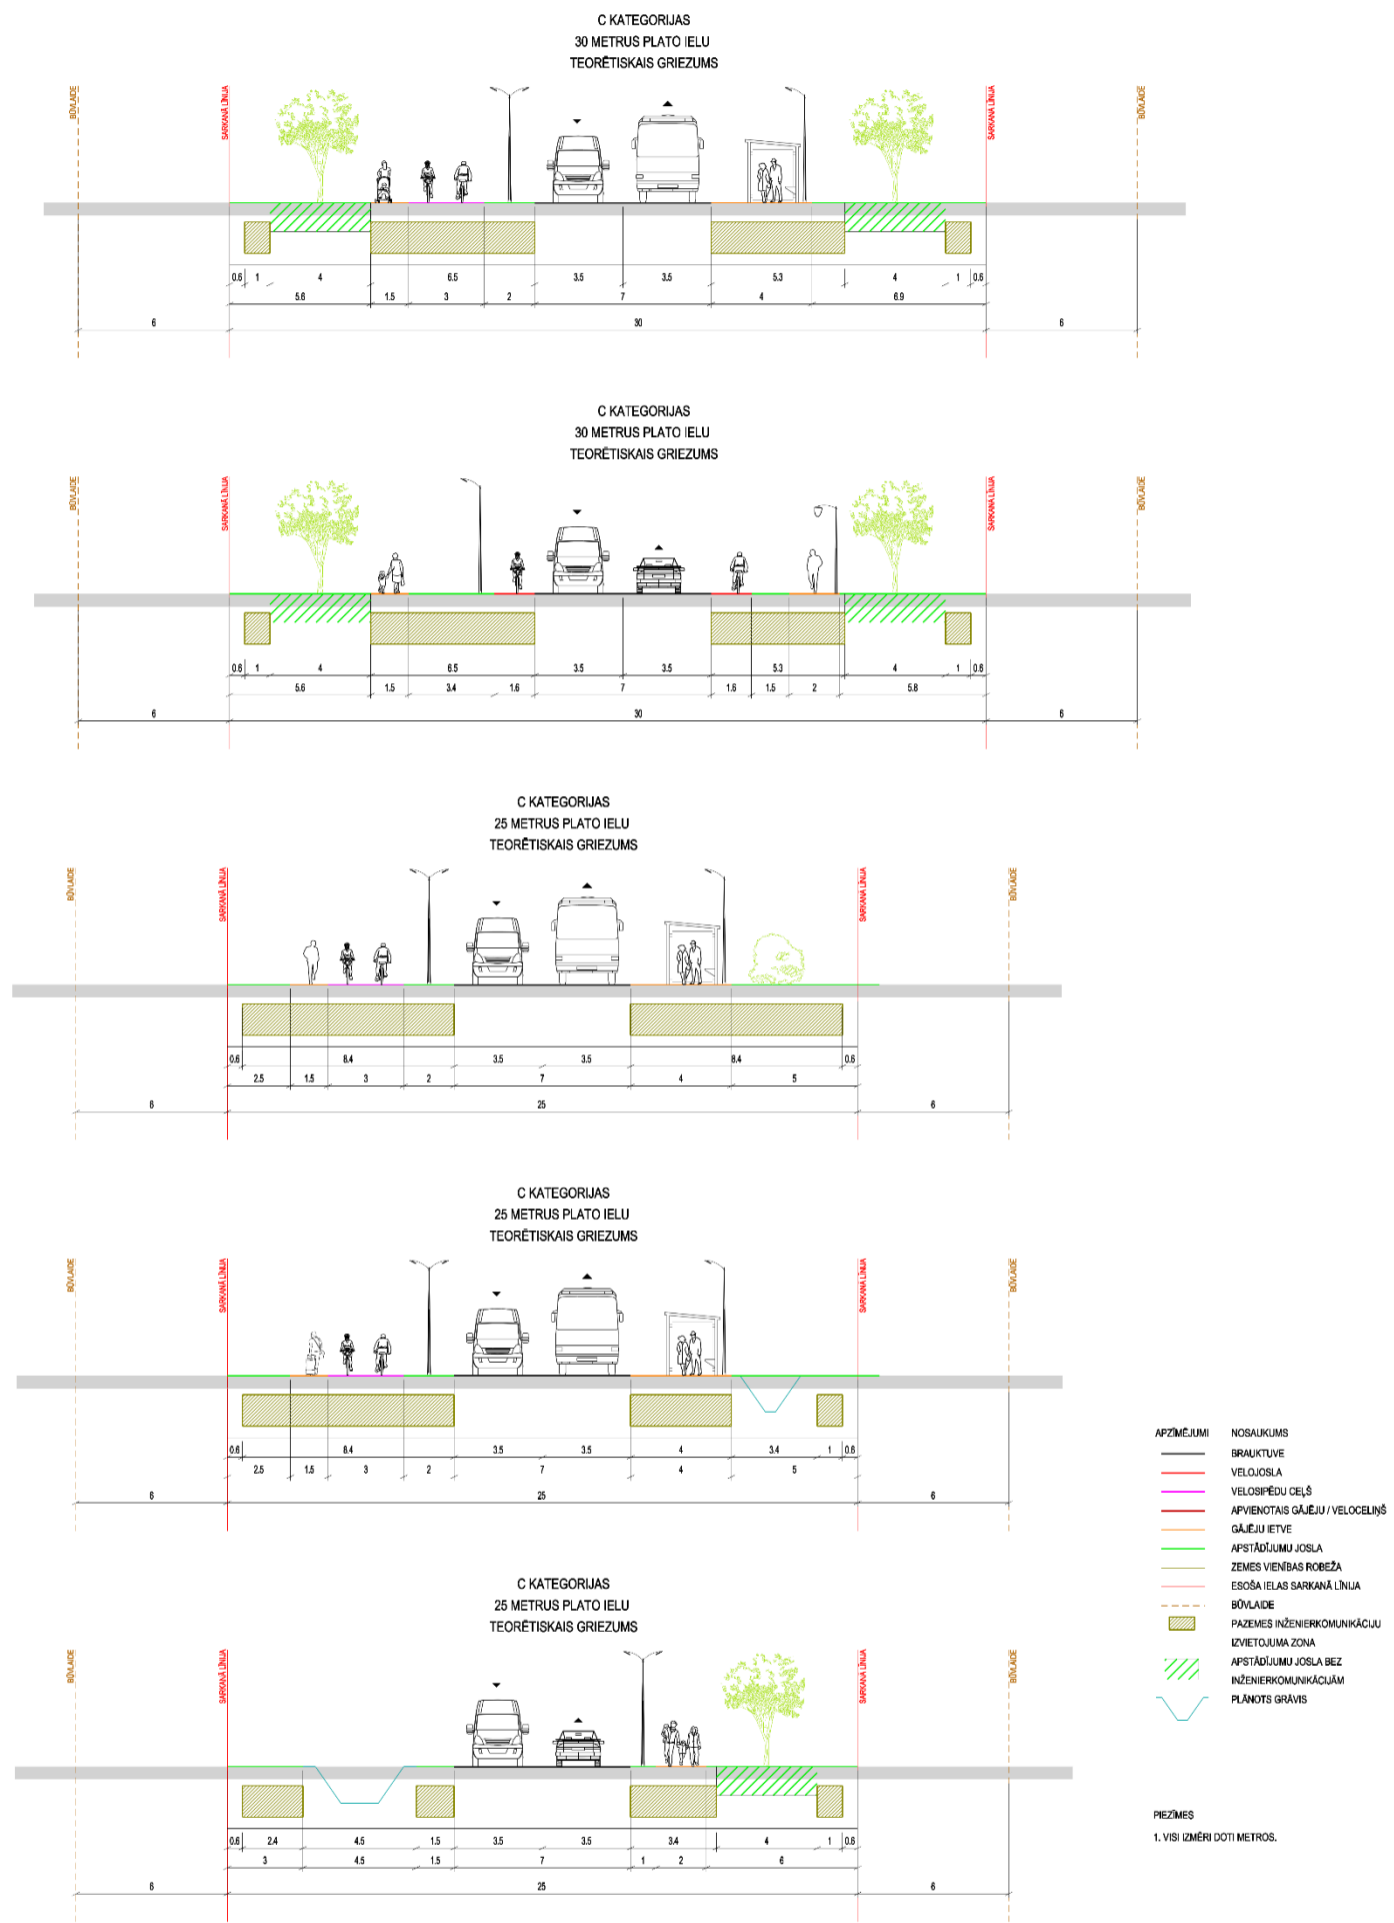 C KATEGORIJAS
30 METRUS PLATO IELU
TEORĒTISKAIS GRIEZUMS
BŪVLAIDE
SARKANĀ LĪNIJA
SARKANĀ LĪNIJA
BŪVLAIDE
0.6 1 4 6.5 3.5 3.5 5.3 4 1 0.6
5.6 1.5 3 2 7 4 6.9
6 30 6
C KATEGORIJAS
30 METRUS PLATO IELU
TEORĒTISKAIS GRIEZUMS
BŪVLAIDE
SARKANĀ LĪNIJA
SARKANĀ LĪNIJA
BŪVLAIDE
0.6 1 4 6.5 3.5 3.5 5.3 4 1 0.6
5.6 1.5 3.4 1.6 7 1.6 1.5 2 5.8
6 30 6
C KATEGORIJAS
25 METRUS PLATO IELU
TEORĒTISKAIS GRIEZUMS
BŪVLAIDE
SARKANĀ LĪNIJA
SARKANĀ LĪNIJA
BŪVLAIDE
0.6 8.4 3.5 3.5 8.4 0.6
2.5 1.5 3 2 7 4 5
6 25 6
C KATEGORIJAS
25 METRUS PLATO IELU
TEORĒTISKAIS GRIEZUMS
BŪVLAIDE
SARKANĀ LĪNIJA
SARKANĀ LĪNIJA
BŪVLAIDE
0.6 8.4 3.5 3.5 4 3.4 1 0.6
2.5 1.5 3 2 7 4 5
6 25 6
C KATEGORIJAS
25 METRUS PLATO IELU
TEORĒTISKAIS GRIEZUMS
BŪVLAIDE
SARKANĀ LĪNIJA
SARKANĀ LĪNIJA
BŪVLAIDE
0.6 2.4 4.5 1.5 3.5 3.5 3.4 4 1 0.6
3 4.5 1.5 7 1 2 6
6 25 6
APZĪMĒJUMI NOSAUKUMS
BRAUKTUVE
VELOJOSLA
VELOSIPĒDU CEĻŠ
APVIENOTAIS GĀJĒJU / VELOCELIŅŠ
GĀJĒJU IETVE
APSTĀDĪJUMU JOSLA
ZEMES VIENĪBAS ROBEŽA
ESOŠA IELAS SARKANĀ LĪNIJA
BŪVLAIDE
PAZEMES INŽENIERKOMUNIKĀCIJU
IZVIETOJUMA ZONA
APSTĀDĪJUMU JOSLA BEZ
INŽENIERKOMUNIKĀCIJĀM
PLĀNOTS GRĀVIS
PIEZĪMES
1. VISI IZMĒRI DOTI METROS.